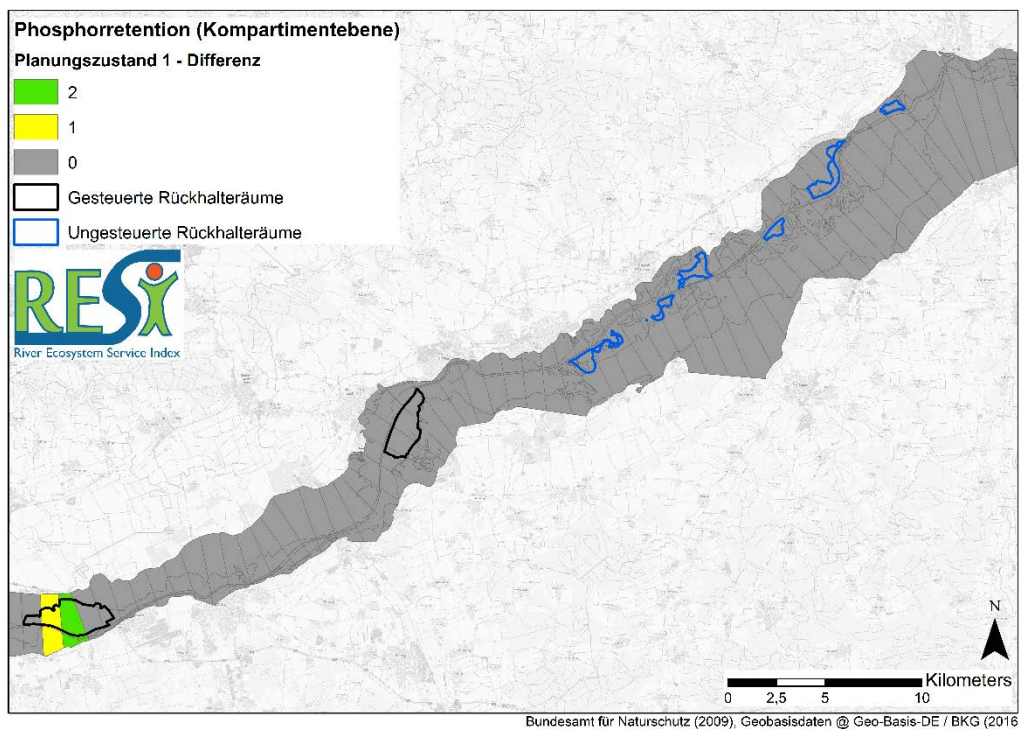 Phosphorretention (Kompartimentebene)
Planungszustand 1 - Differenz
2
1
0
Gesteuerte Rückhalteräume
Ungesteuerte Rückhalteräume
RESI
River Ecosystem Service Index
N
Kilometers
0 2,5 5 10
Bundesamt für Naturschutz (2009), Geobasisdaten @ Geo-Basis-DE / BKG (2016